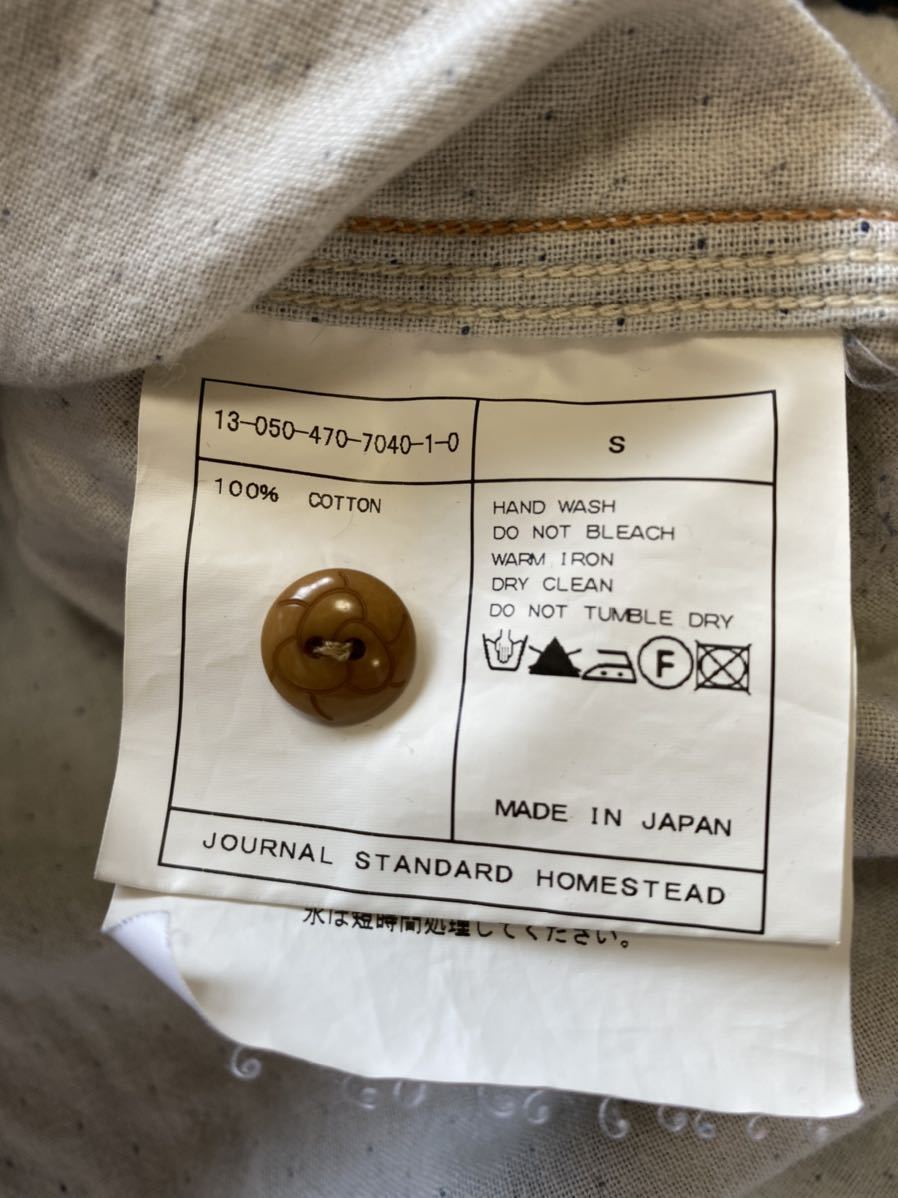 13-050-470-7040-1-0
S
100% COTTON
HAND WASH
DO NOT BLEACH
WARM IRON
DRY CLEAN
DO NOT TUMBLE DRY
F
MADE IN JAPAN
JOURNAL STANDARD HOMESTEAD
水は短時間処理してください。